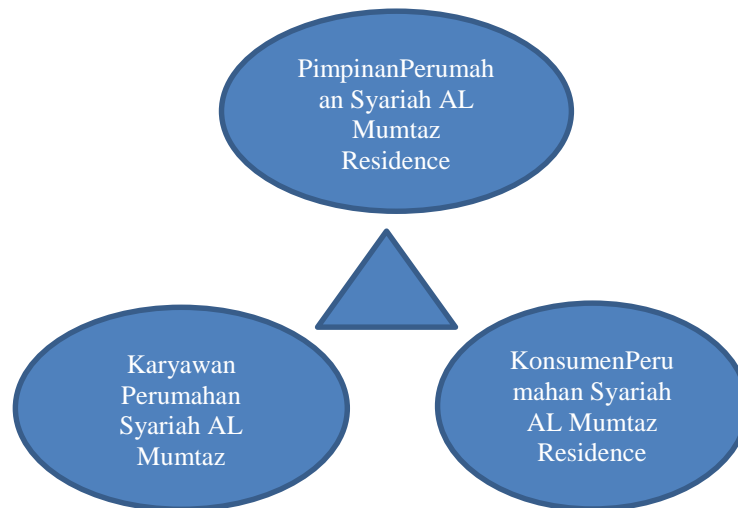 PimpinanPerumah
an Syariah AL
Mumtaz
Residence
Karyawan
Perumahan
Syariah AL
Mumtaz
KonsumenPeru
mahan Syariah
AL Mumtaz
Residence